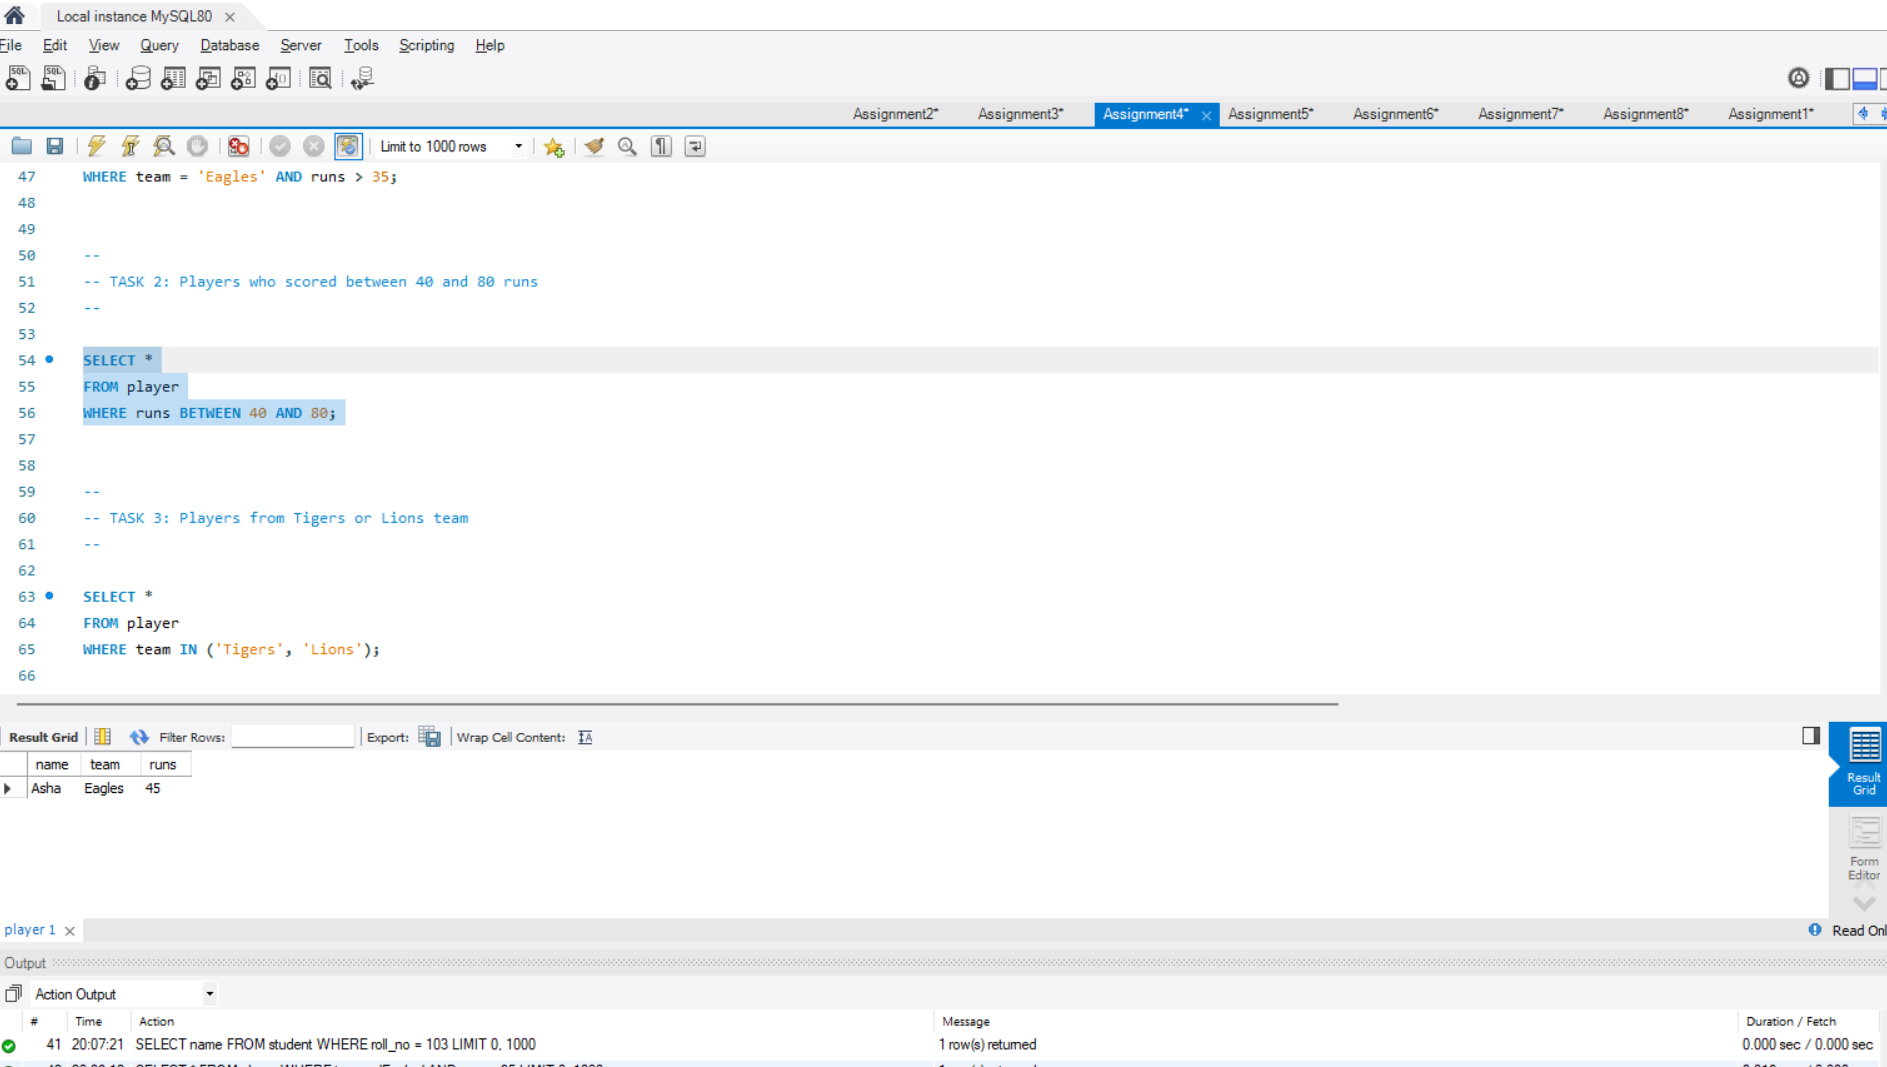 Local instance MySQL80
File Edit View Query Database Server Tools Scripting Help
Assignment2* Assignment3* Assignment4* Assignment5* Assignment6* Assignment7* Assignment8* Assignment1*
Limit to 1000 rows
47 WHERE team = 'Eagles' AND runs > 35;
48
49
50 --
51 -- TASK 2: Players who scored between 40 and 80 runs
52 --
53
54 SELECT *
55 FROM player
56 WHERE runs BETWEEN 40 AND 80;
57
58
59 --
60 -- TASK 3: Players from Tigers or Lions team
61 --
62
63 SELECT *
64 FROM player
65 WHERE team IN ('Tigers', 'Lions');
66
Result Grid Filter Rows: Export: Wrap Cell Content:
name team runs
Asha Eagles 45
Result
Grid
Form
Editor
player 1
Read Onl
Output
Action Output
# Time Action Message Duration / Fetch
41 20:07:21 SELECT name FROM student WHERE roll_no = 103 LIMIT 0, 1000 1 row(s) returned 0.000 sec / 0.000 sec